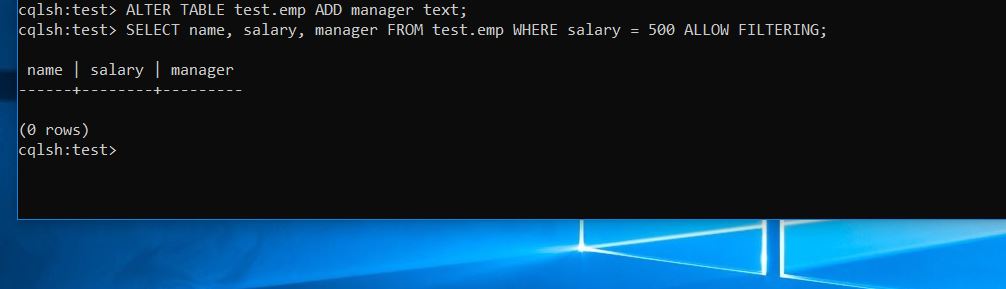 cqlsh:test> ALTER TABLE test.emp ADD manager text;
cqlsh:test> SELECT name, salary, manager FROM test.emp WHERE salary = 500 ALLOW FILTERING;
name | salary | manager
------+--------+---------
(0 rows)
cqlsh:test>